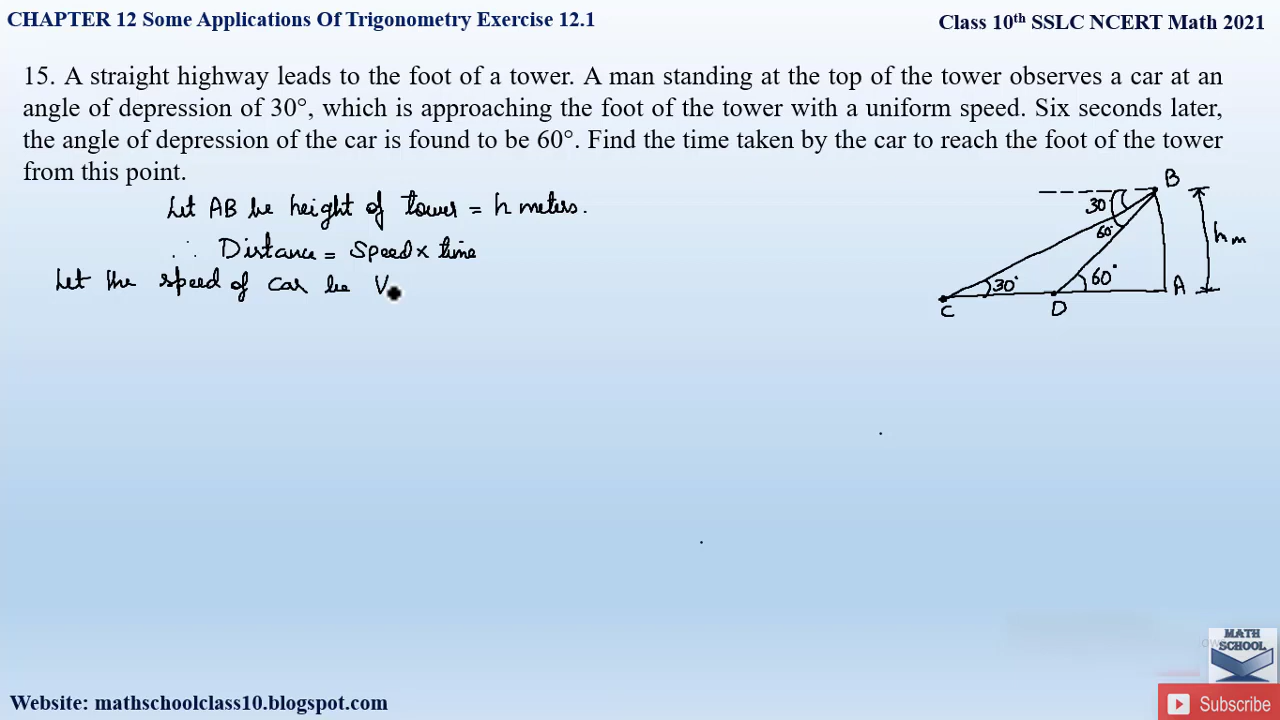 CHAPTER 12 Some Applications Of Trigonometry Exercise 12.1
Class 10th SSLC NCERT Math 2021
15. A straight highway leads to the foot of a tower. A man standing at the top of the tower observes a car at an
angle of depression of 30°, which is approaching the foot of the tower with a uniform speed. Six seconds later,
the angle of depression of the car is found to be 60°. Find the time taken by the car to reach the foot of the tower
from this point.
Let AB be height of tower = h meters.
∴ Distance = Speed × time
Let the speed of car be V
B
30
60°
h m
30°
60°
A
C
D
MATH
SCHOOL
Website: mathschoolclass10.blogspot.com
Subscribe